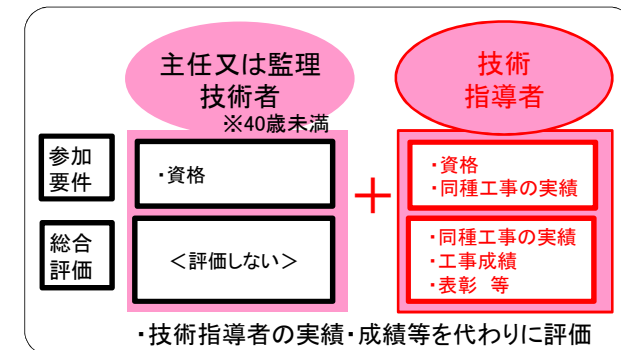 主任又は監理
技術者
※40歳未満
技術
指導者
参加
要件
・資格
＋
・資格
・同種工事の実績
総合
評価
＜評価しない＞
・同種工事の実績
・工事成績
・表彰 等
・技術指導者の実績・成績等を代わりに評価